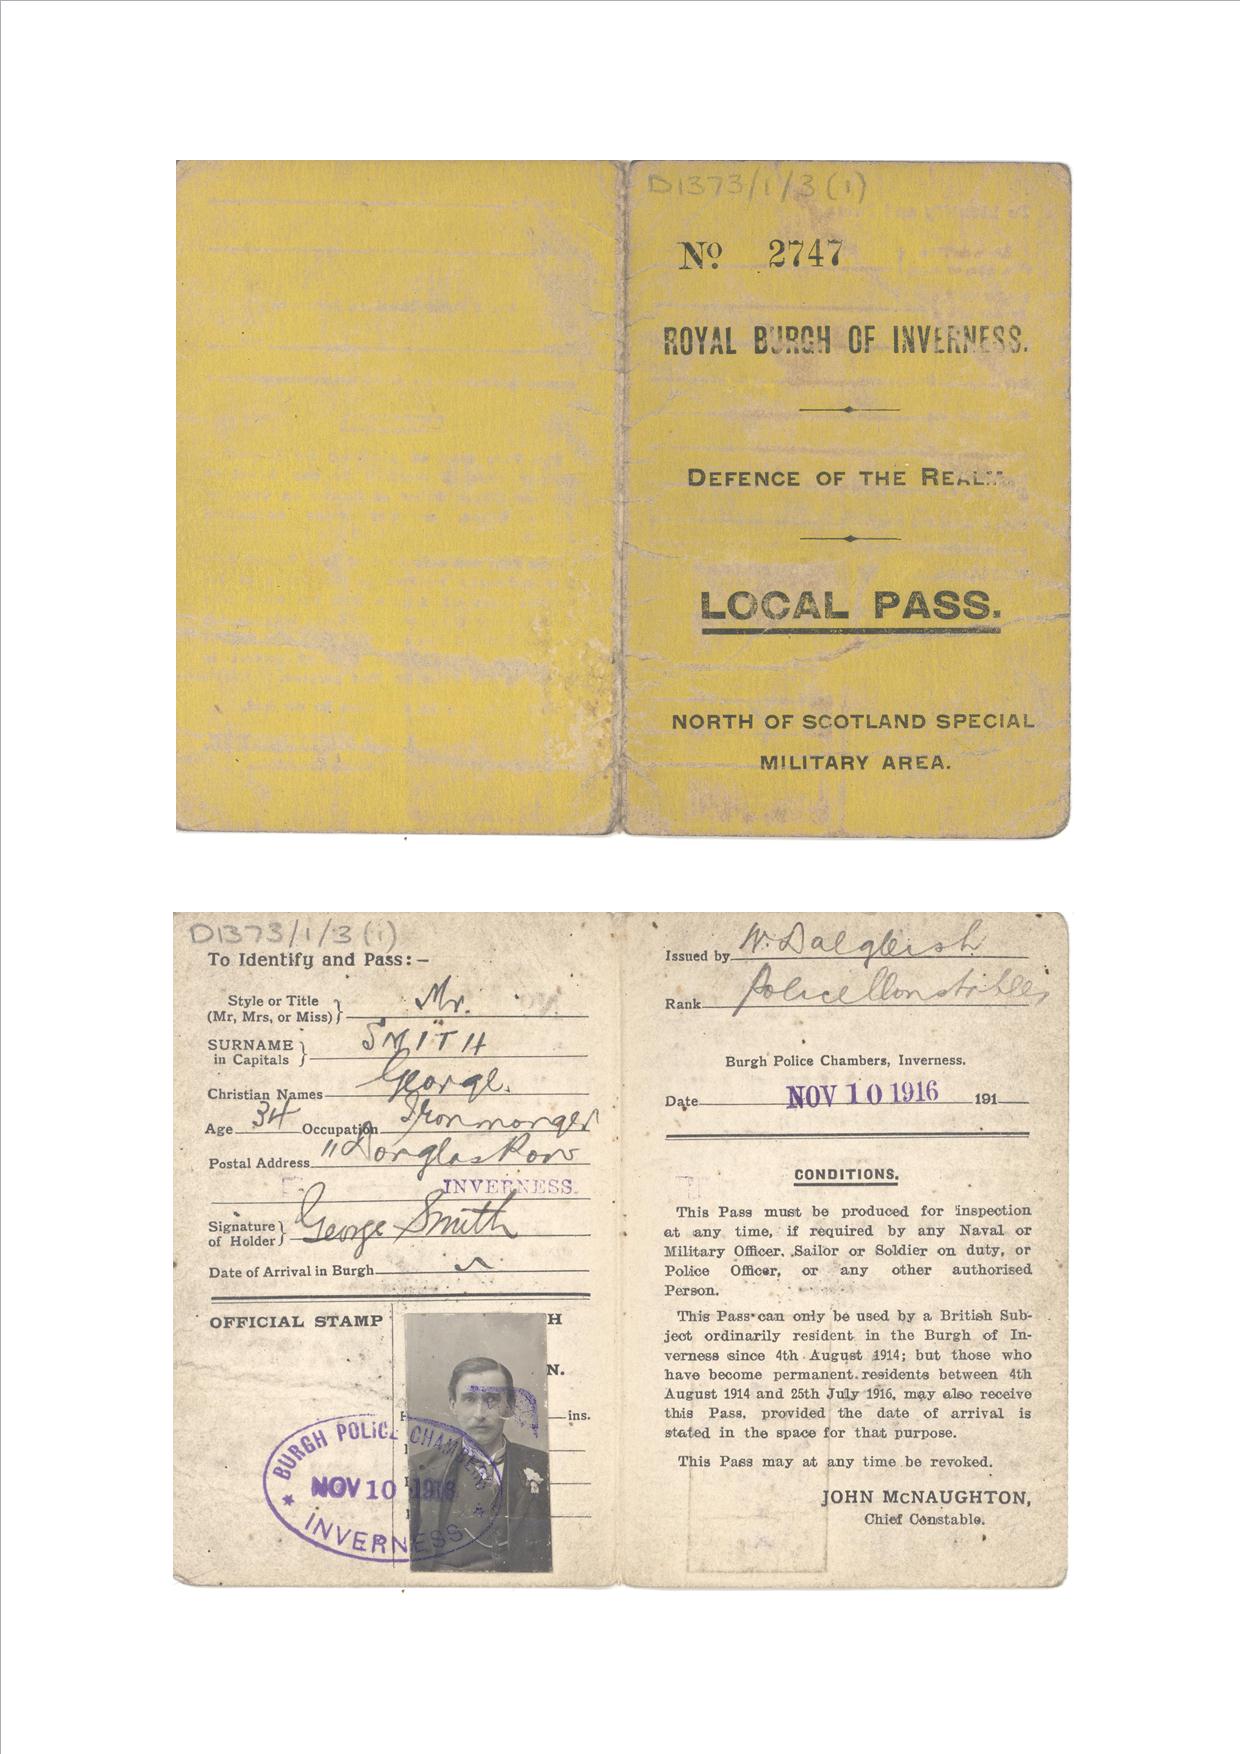 D1373/1/3(1)
No 2747
ROYAL BURGH OF INVERNESS.
DEFENCE OF THE REALM.
LOCAL PASS.
NORTH OF SCOTLAND SPECIAL
MILITARY AREA.
D1373/1/3(1)
To Identify and Pass:—
Style or Title
(Mr, Mrs, or Miss) } Mr.
SURNAME
in Capitals } SMITH
Christian Names George.
Age 34 Occupation Ironmonger
Postal Address 11 Douglas Row
INVERNESS.
Signature
of Holder } George Smith
Date of Arrival in Burgh
OFFICIAL STAMP
H
N.
ins.
BURGH POLICE CHAMBERS
NOV 10 1916
INVERNESS
Issued by W. Dalgleish
Rank Police Constable
Burgh Police Chambers, Inverness.
Date NOV 10 1916 191
CONDITIONS.
This Pass must be produced for inspection
at any time, if required by any Naval or
Military Officer, Sailor or Soldier on duty, or
Police Officer, or any other authorised
Person.
This Pass can only be used by a British Sub-
ject ordinarily resident in the Burgh of In-
verness since 4th August 1914; but those who
have become permanent residents between 4th
August 1914 and 25th July 1916, may also receive
this Pass, provided the date of arrival is
stated in the space for that purpose.
This Pass may at any time be revoked.
JOHN McNAUGHTON,
Chief Constable.